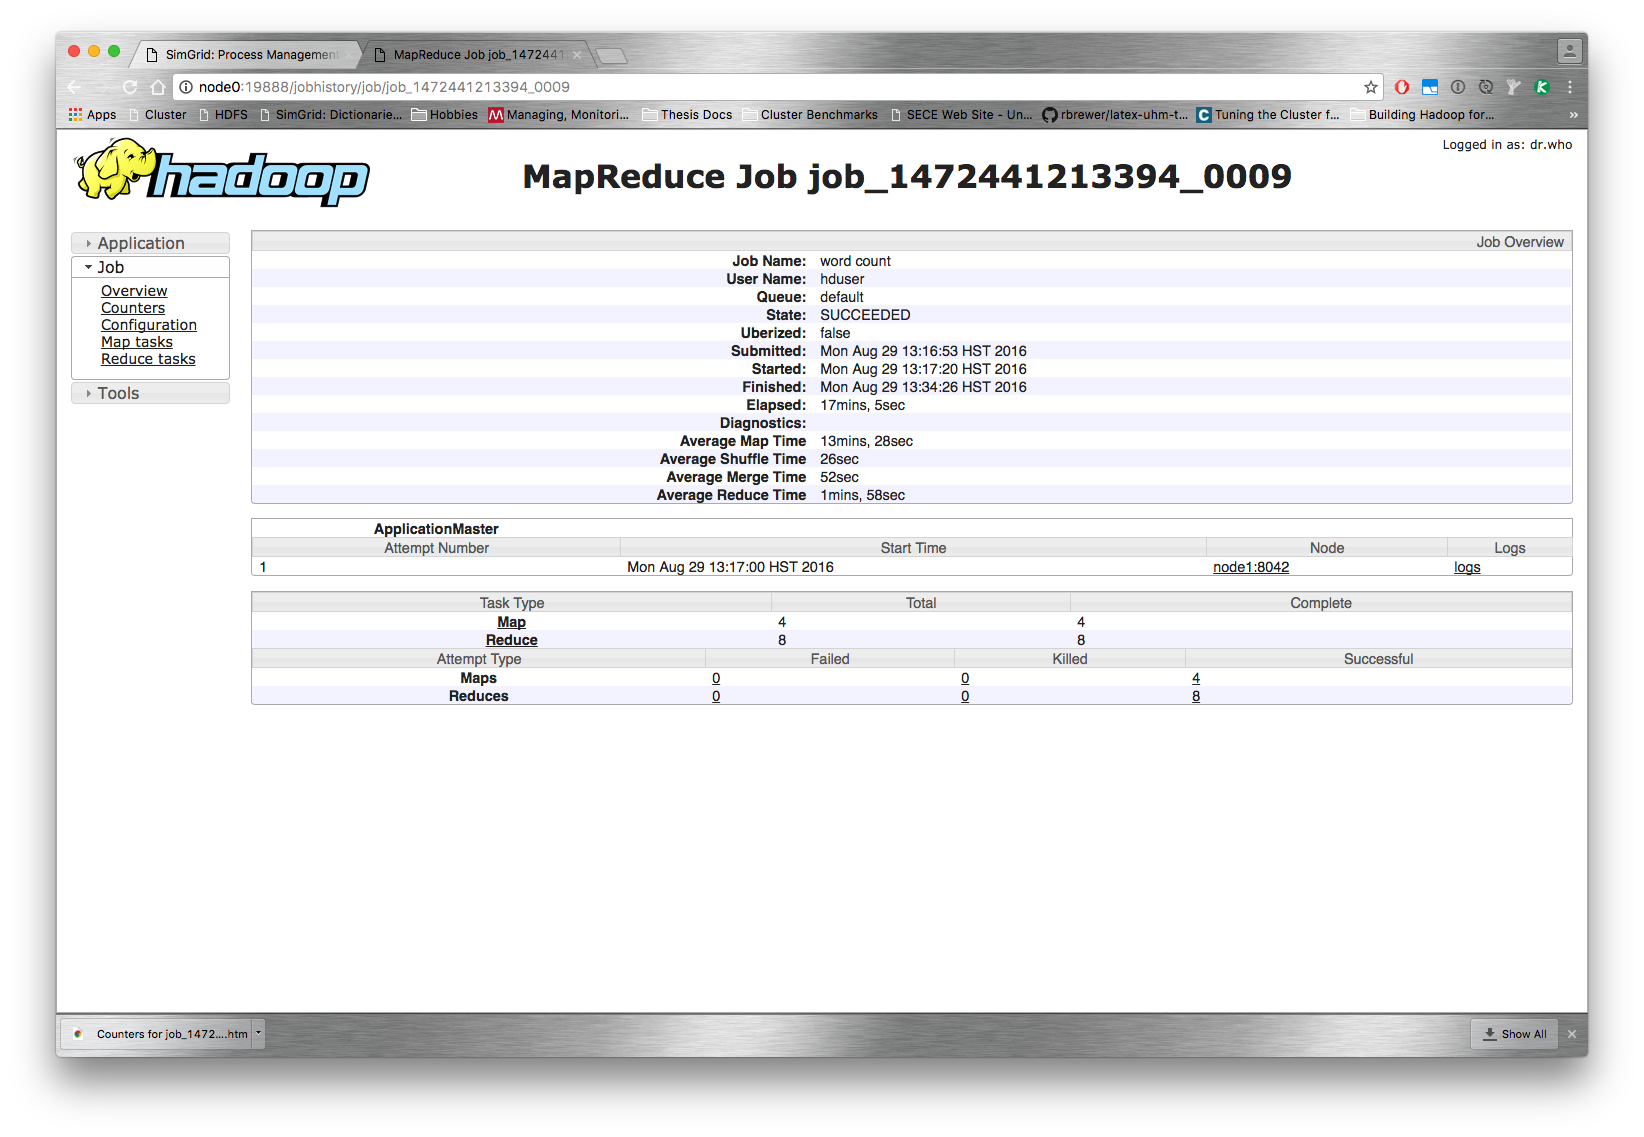 SimGrid: Process Management
MapReduce Job job_1472441
node0:19888/jobhistory/job/job_1472441213394_0009
Apps Cluster HDFS SimGrid: Dictionarie... Hobbies Managing, Monitori... Thesis Docs Cluster Benchmarks SECE Web Site - Un... rbrewer/latex-uhm-t... Tuning the Cluster f... Building Hadoop for... »
Logged in as: dr.who
hadoop
MapReduce Job job_1472441213394_0009
Application
Job
Overview
Counters
Configuration
Map tasks
Reduce tasks
Tools
Job Overview
Job Name: word count
User Name: hduser
Queue: default
State: SUCCEEDED
Uberized: false
Submitted: Mon Aug 29 13:16:53 HST 2016
Started: Mon Aug 29 13:17:20 HST 2016
Finished: Mon Aug 29 13:34:26 HST 2016
Elapsed: 17mins, 5sec
Diagnostics:
Average Map Time 13mins, 28sec
Average Shuffle Time 26sec
Average Merge Time 52sec
Average Reduce Time 1mins, 58sec
ApplicationMaster
Attempt Number Start Time Node Logs
1 Mon Aug 29 13:17:00 HST 2016 node1:8042 logs
Task Type Total Complete
Map 4 4
Reduce 8 8
Attempt Type Failed Killed Successful
Maps 0 0 4
Reduces 0 0 8
Counters for job_1472....htm
Show All